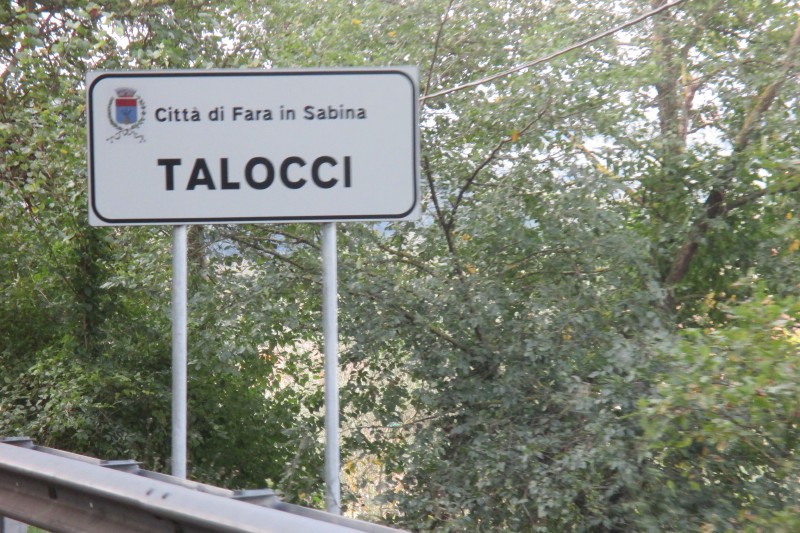 Città di Fara in Sabina
TALOCCI